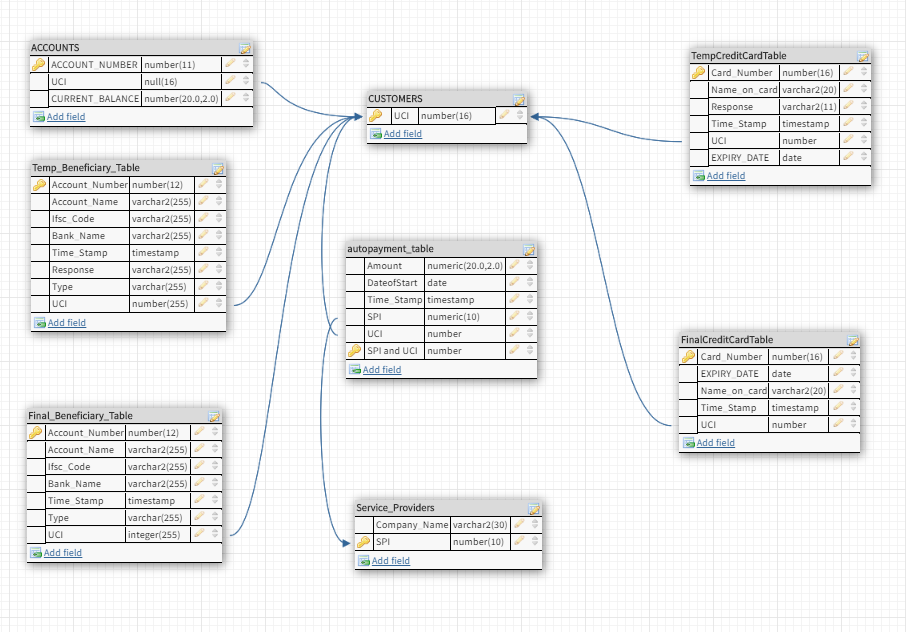 ACCOUNTS
ACCOUNT_NUMBER number(11)
UCI null(16)
CURRENT_BALANCE number(20.0,2.0)
Add field
CUSTOMERS
UCI number(16)
Add field
TempCreditCardTable
Card_Number number(16)
Name_on_card varchar2(20)
Response varchar2(11)
Time_Stamp timestamp
UCI number
EXPIRY_DATE date
Add field
Temp_Beneficiary_Table
Account_Number number(12)
Account_Name varchar2(255)
Ifsc_Code varchar2(255)
Bank_Name varchar2(255)
Time_Stamp timestamp
Response varchar2(255)
Type varchar(255)
UCI number(255)
Add field
autopayment_table
Amount numeric(20.0,2.0)
DateofStart date
Time_Stamp timestamp
SPI numeric(10)
UCI number
SPI and UCI number
Add field
FinalCreditCardTable
Card_Number number(16)
EXPIRY_DATE date
Name_on_card varchar2(20)
Time_Stamp timestamp
UCI number
Add field
Final_Beneficiary_Table
Account_Number number(12)
Account_Name varchar2(255)
Ifsc_Code varchar2(255)
Bank_Name varchar2(255)
Time_Stamp timestamp
Type varchar(255)
UCI integer(255)
Add field
Service_Providers
Company_Name varchar2(30)
SPI number(10)
Add field